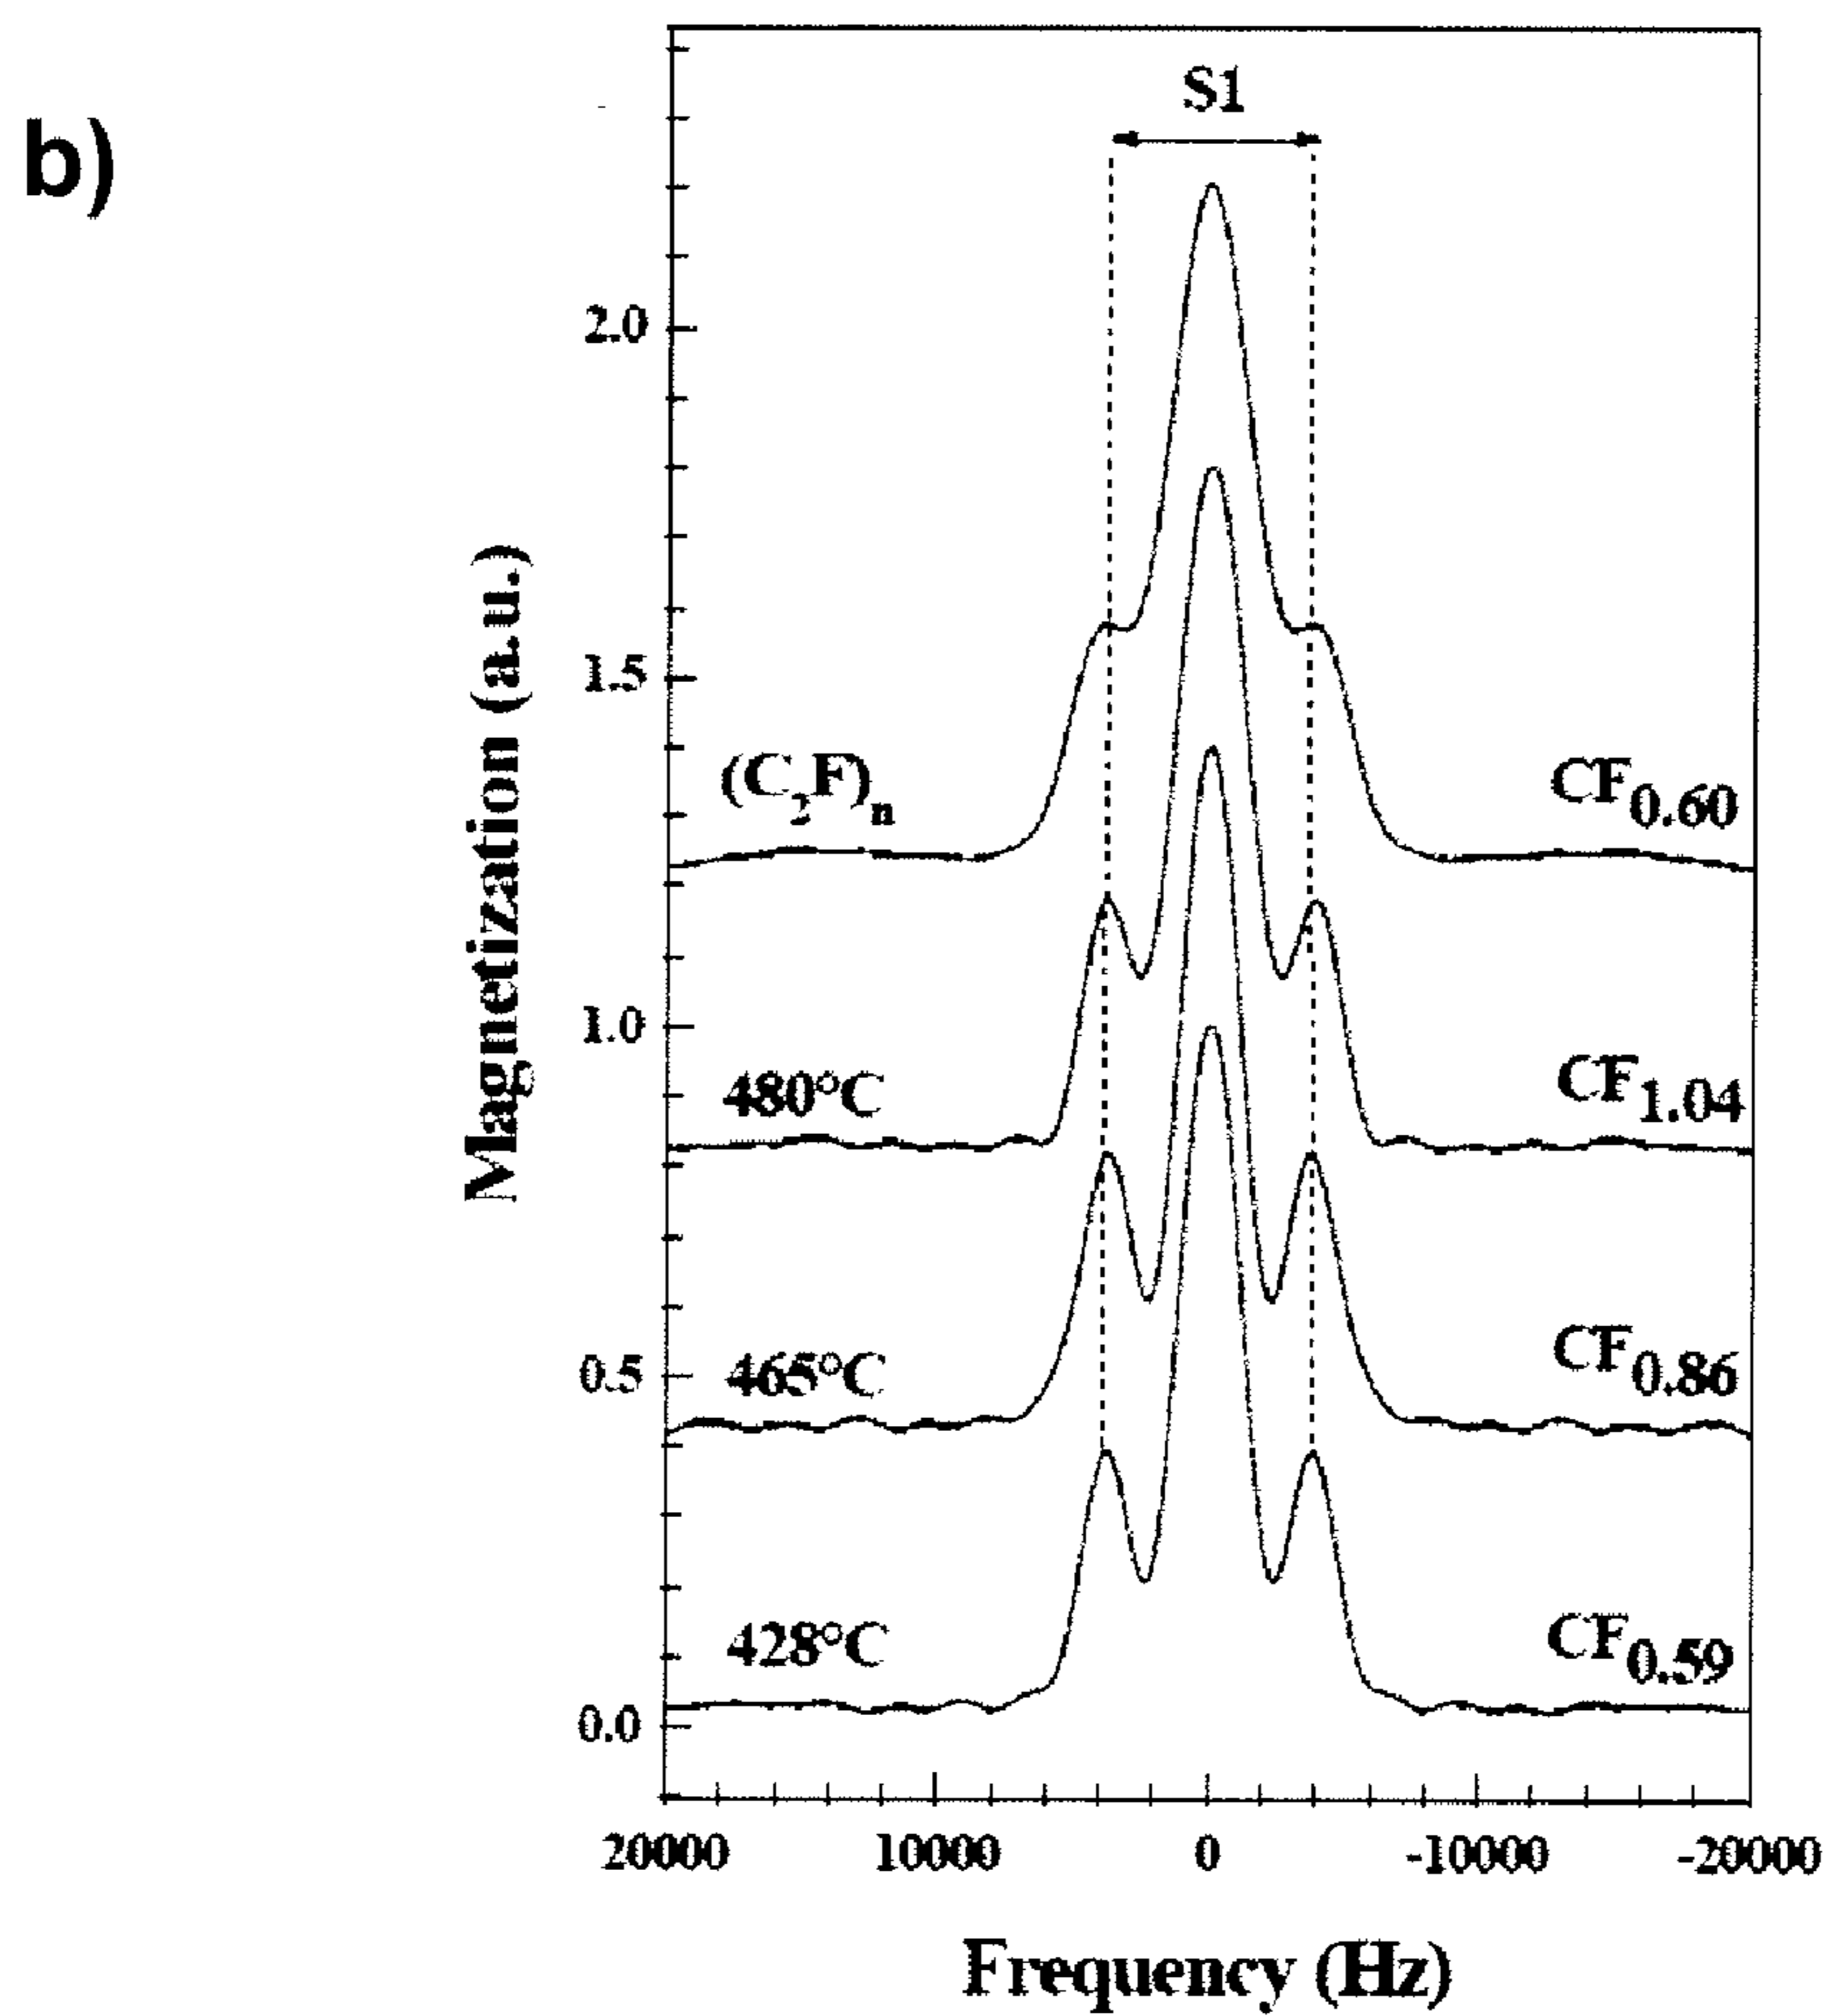 b)
S1
2.0
1.5
(C2F)n
CF0.60
Magnetization (a.u.)
1.0
480°C
CF1.04
0.5
465°C
CF0.86
428°C
CF0.59
0.0
20000 10000 0 -10000 -20000
Frequency (Hz)